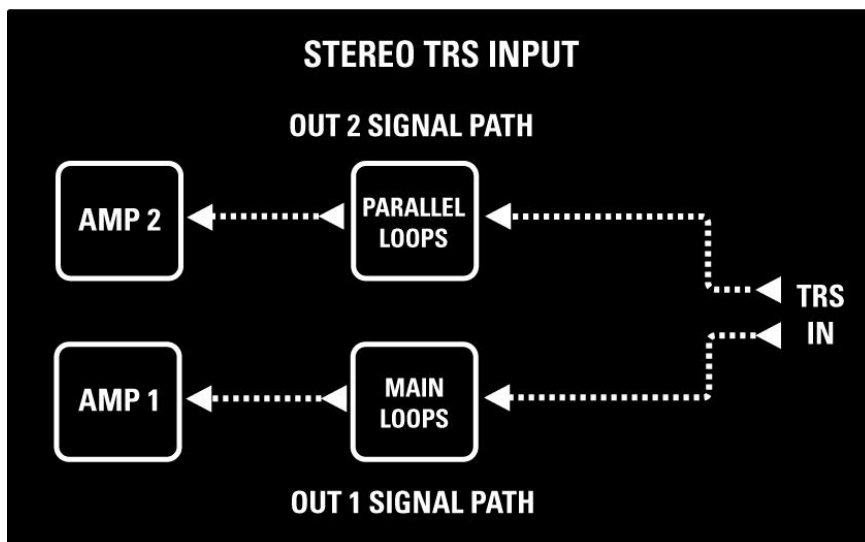 STEREO TRS INPUT
OUT 2 SIGNAL PATH
AMP 2
PARALLEL
LOOPS
TRS
IN
AMP 1
MAIN
LOOPS
OUT 1 SIGNAL PATH